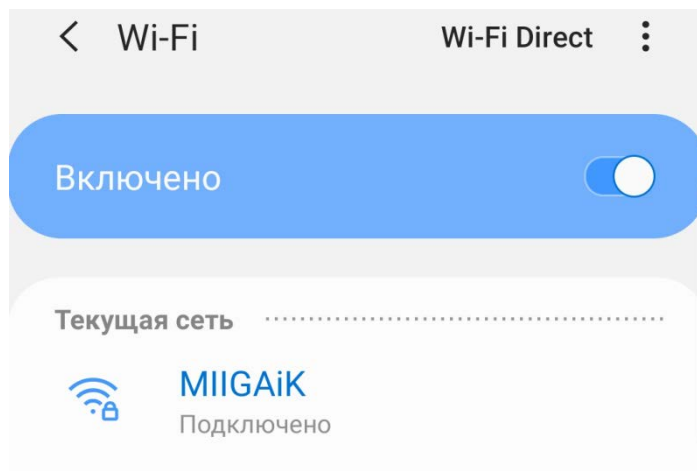 Wi-Fi Wi-Fi Direct
Включено
Текущая сеть
MIIGAiK
Подключено